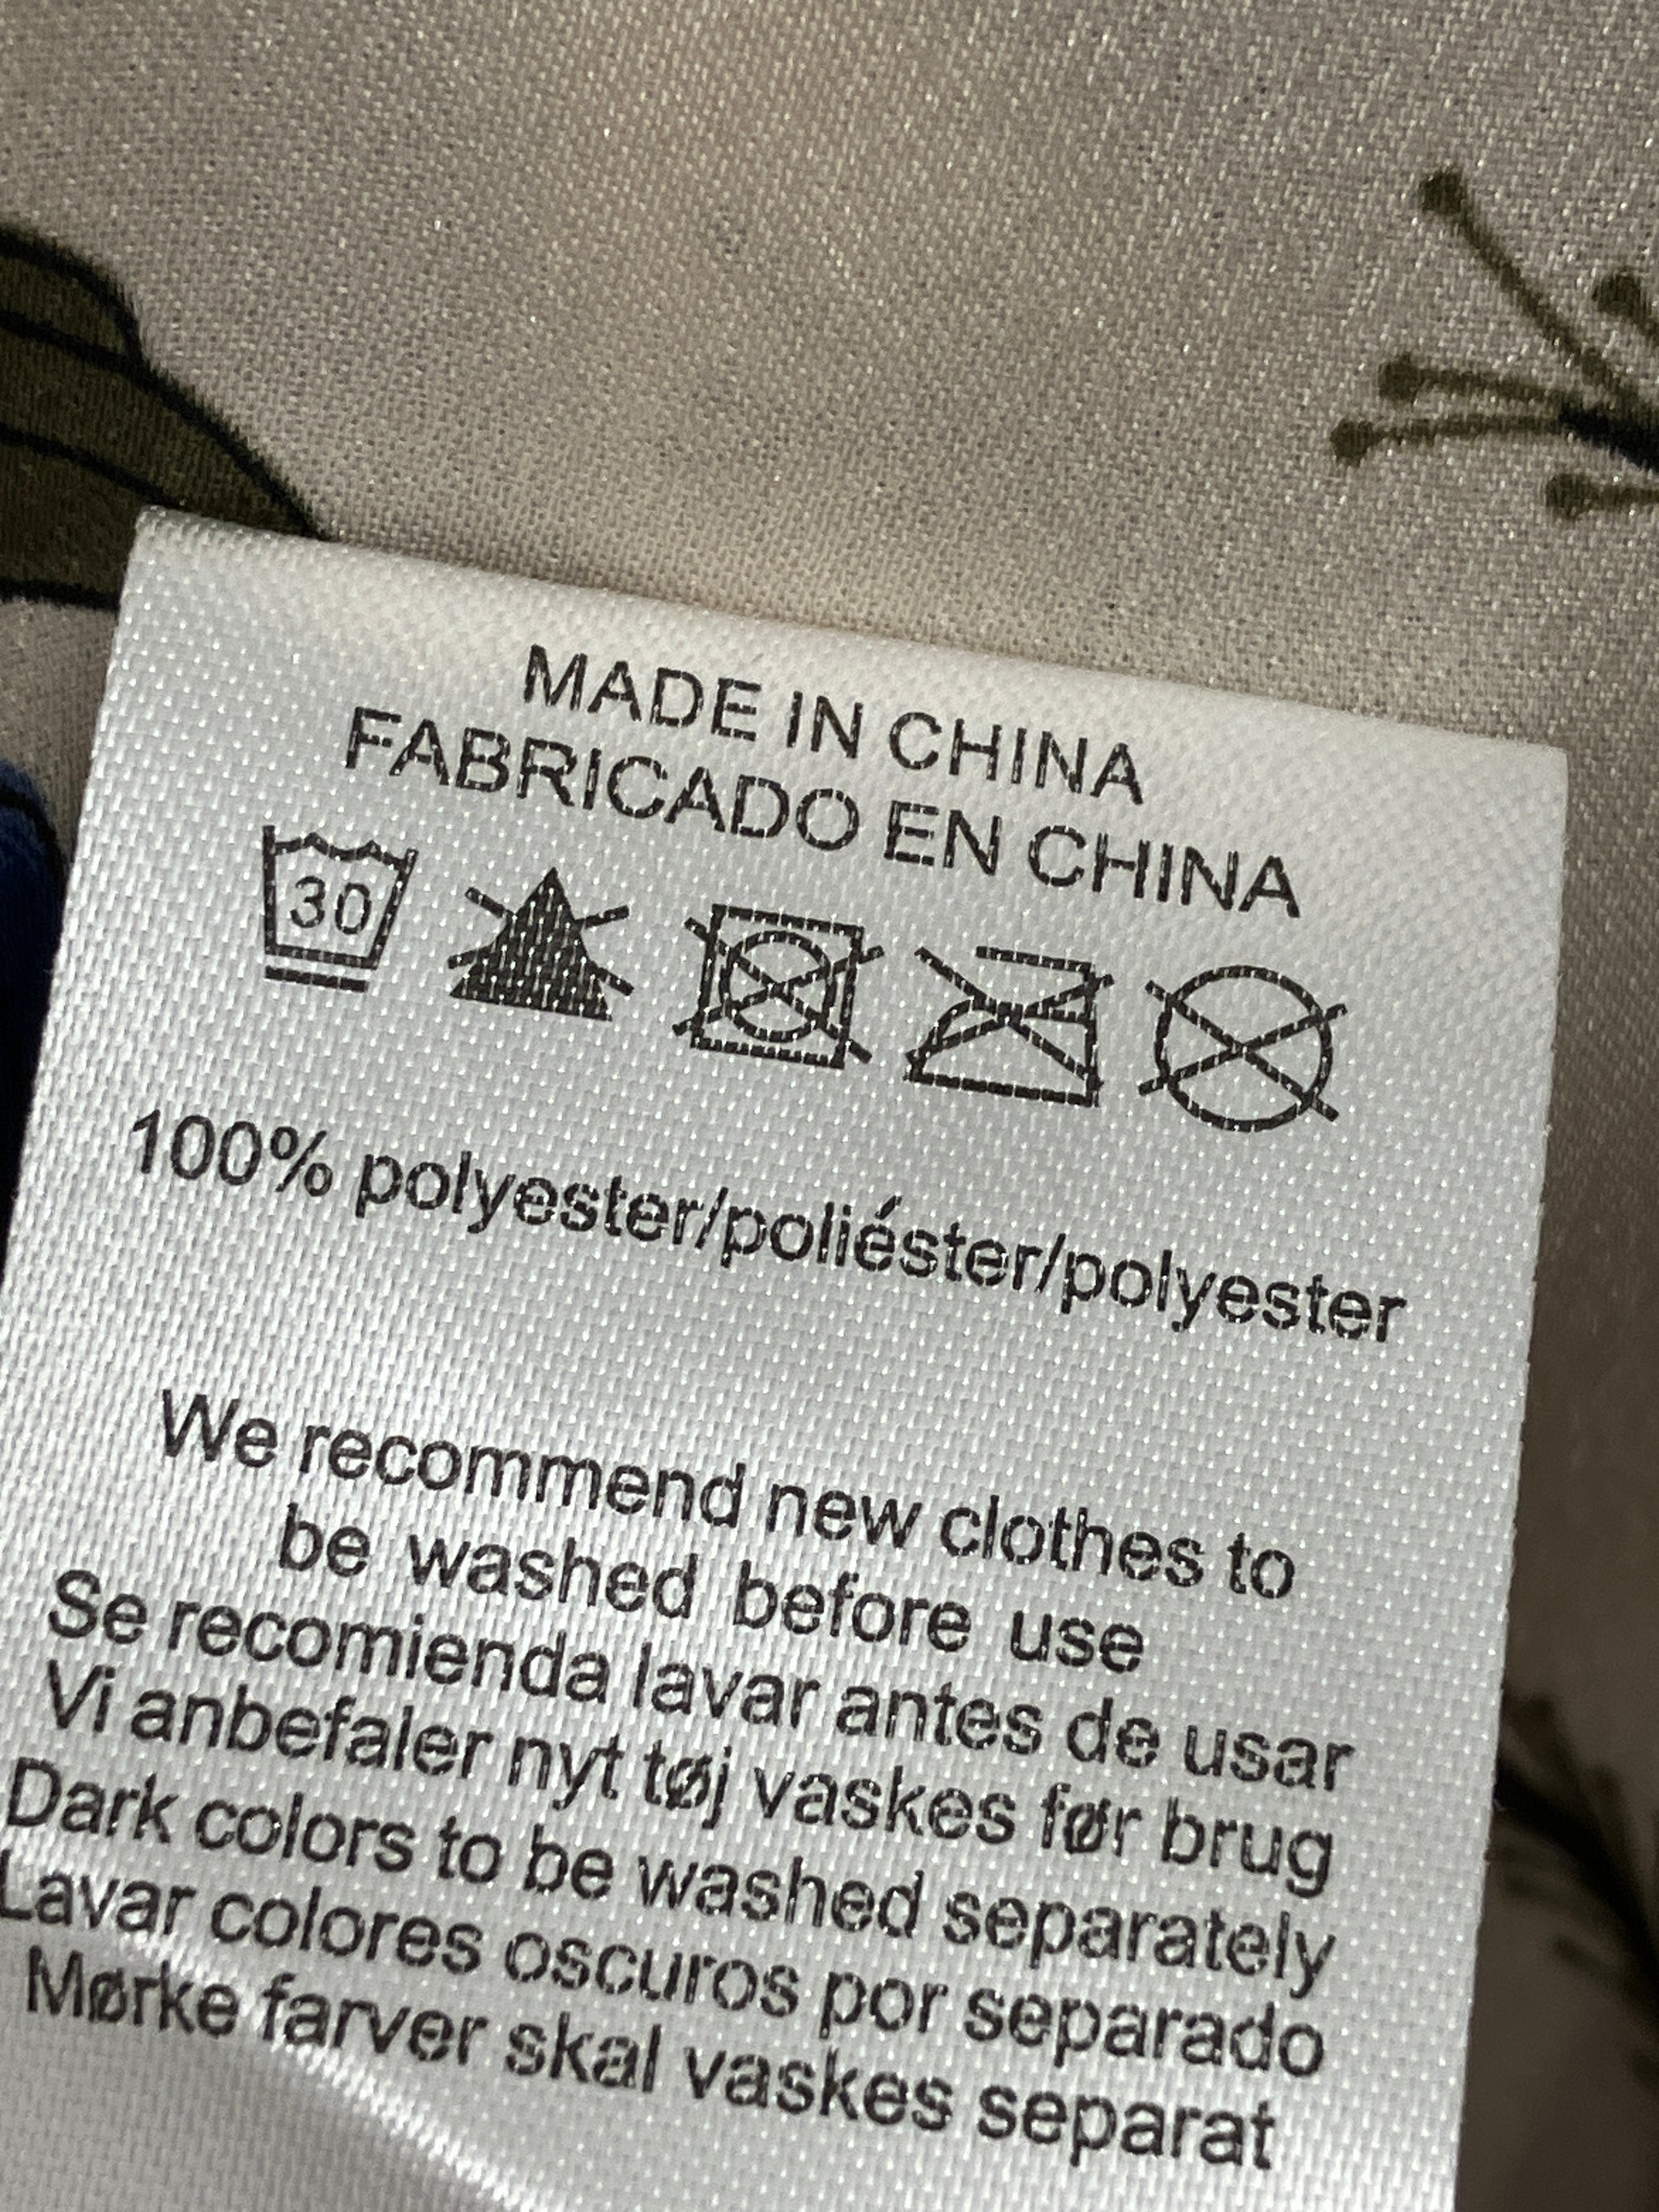 MADE IN CHINA
FABRICADO EN CHINA
30
100% polyester/poliéster/polyester
We recommend new clothes to
be washed before use
Se recomienda lavar antes de usar
Vi anbefaler nyt tøj vaskes før brug
Dark colors to be washed separately
Lavar colores oscuros por separado
Mørke farver skal vaskes separat